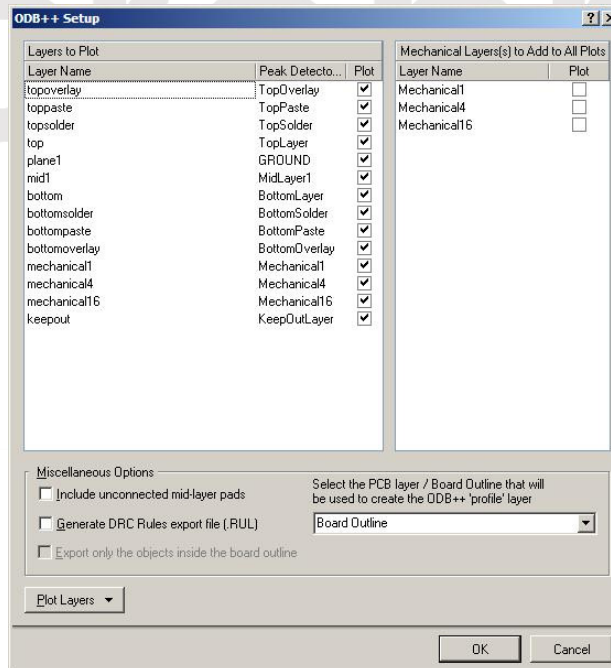 ODB++ Setup
Layers to Plot
Layer Name Peak Detecto... Plot
topoverlay TopOverlay
toppaste TopPaste
topsolder TopSolder
top TopLayer
plane1 GROUND
mid1 MidLayer1
bottom BottomLayer
bottomsolder BottomSolder
bottompaste BottomPaste
bottomoverlay BottomOverlay
mechanical1 Mechanical1
mechanical4 Mechanical4
mechanical16 Mechanical16
keepout KeepOutLayer
Mechanical Layers(s) to Add to All Plots
Layer Name Plot
Mechanical1
Mechanical4
Mechanical16
Miscellaneous Options
Include unconnected mid-layer pads
Generate DRC Rules export file (.RUL)
Export only the objects inside the board outline
Select the PCB layer / Board Outline that will
be used to create the ODB++ 'profile' layer
Board Outline
Plot Layers
OK Cancel